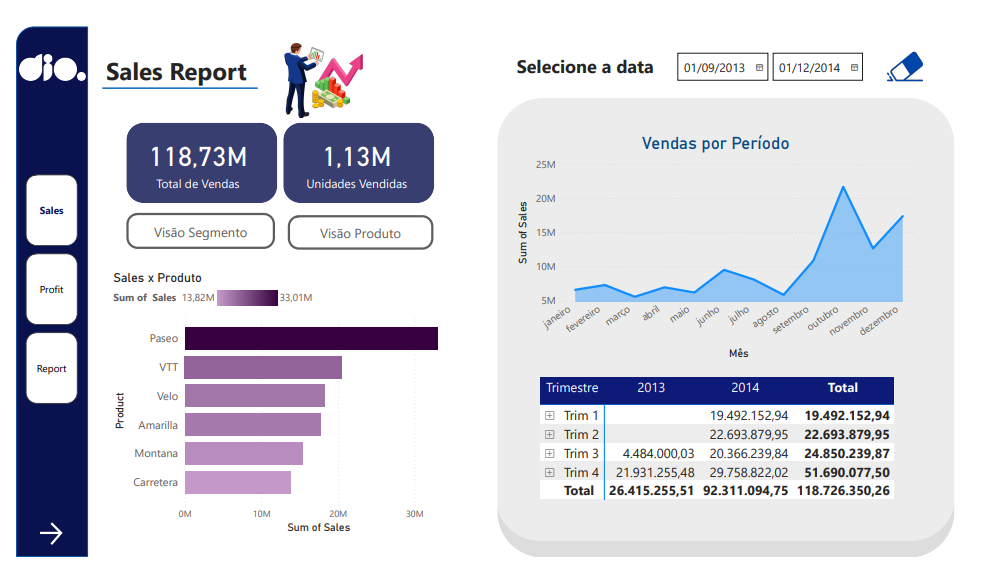 dio.
Sales Report
Selecione a data
01/09/2013
01/12/2014
Sales
Profit
Report
118,73M
Total de Vendas
1,13M
Unidades Vendidas
Visão Segmento
Visão Produto
Sales x Produto
Sum of Sales 13,82M 33,01M
Product
Paseo
VTT
Velo
Amarilla
Montana
Carretera
0M 10M 20M 30M
Sum of Sales
Vendas por Período
Sum of Sales
25M
20M
15M
10M
5M
janeiro fevereiro março abril maio junho julho agosto setembro outubro novembro dezembro
Mês
Trimestre 2013 2014 Total
Trim 1 19.492.152,94 19.492.152,94
Trim 2 22.693.879,95 22.693.879,95
Trim 3 4.484.000,03 20.366.239,84 24.850.239,87
Trim 4 21.931.255,48 29.758.822,02 51.690.077,50
Total 26.415.255,51 92.311.094,75 118.726.350,26